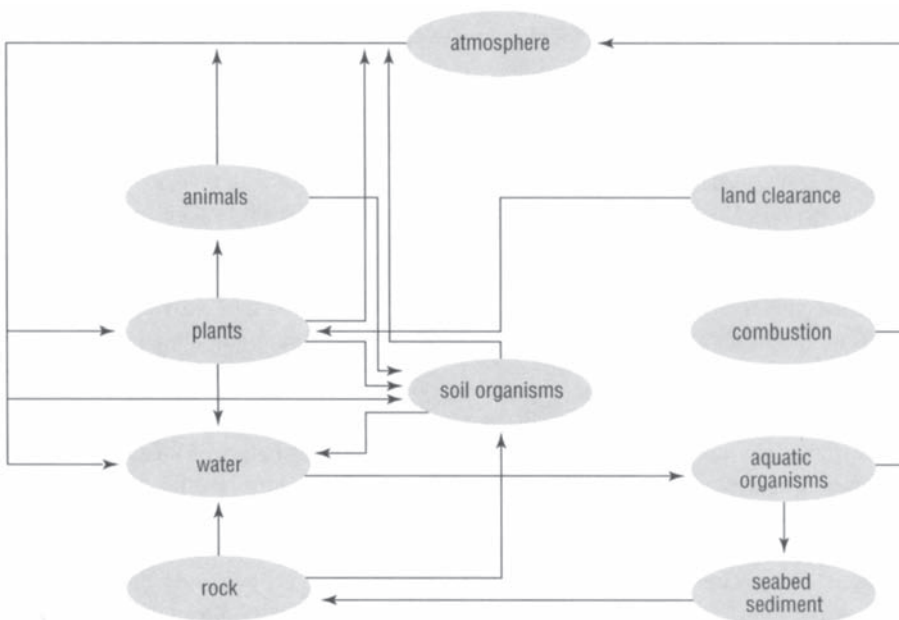 atmosphere
animals
land clearance
plants
combustion
soil organisms
water
aquatic
organisms
rock
seabed
sediment